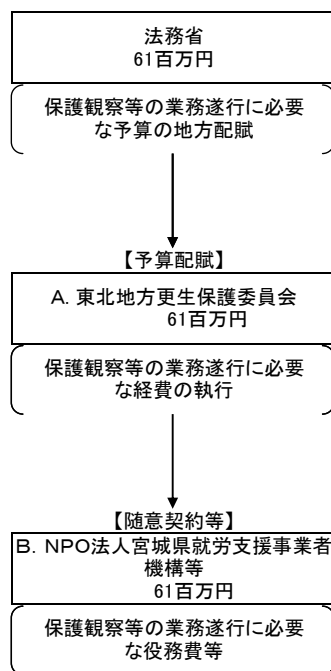 法務省
61百万円
保護観察等の業務遂行に必要
な予算の地方配賦
【予算配賦】
A. 東北地方更生保護委員会
61百万円
保護観察等の業務遂行に必要
な経費の執行
【随意契約等】
B. NPO法人宮城県就労支援事業者
機構等
61百万円
保護観察等の業務遂行に必要
な役務費等